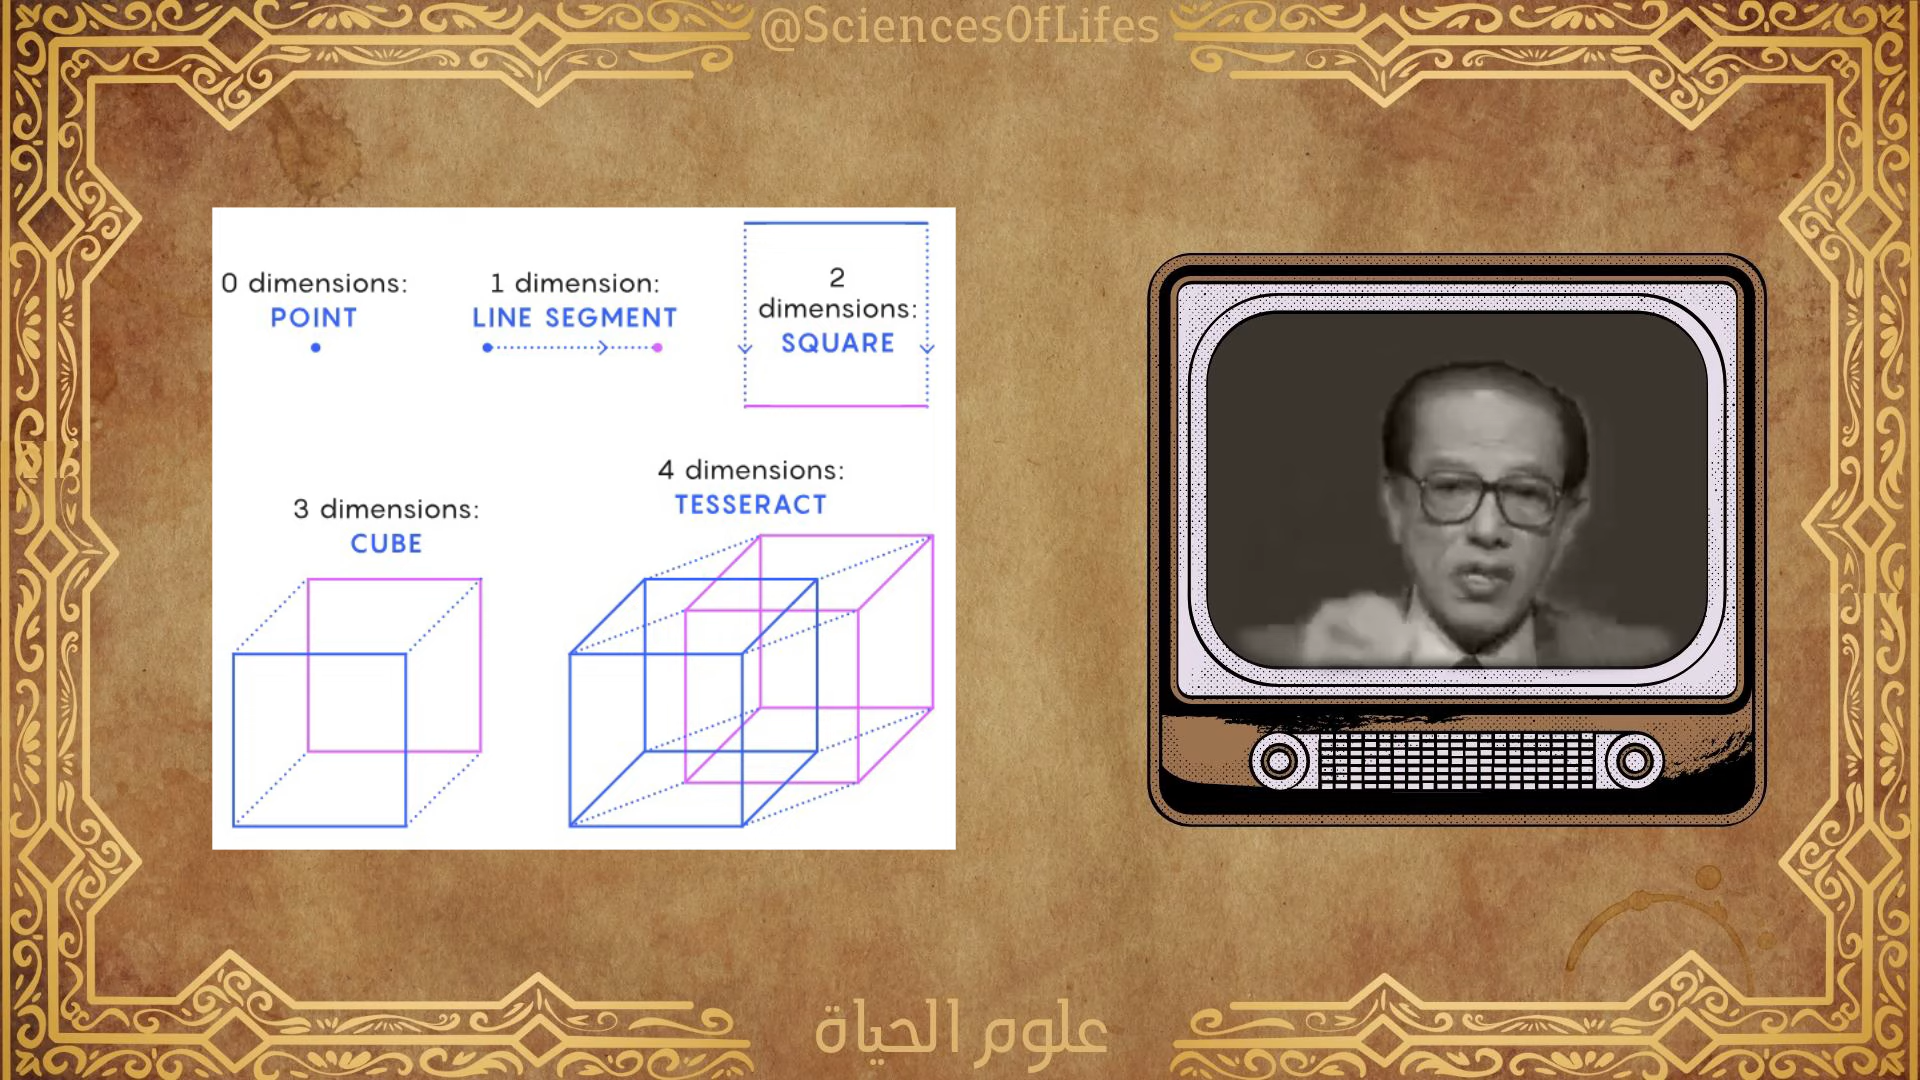 @SciencesOfLifes
0 dimensions:
POINT
1 dimension:
LINE SEGMENT
2
dimensions:
SQUARE
3 dimensions:
CUBE
4 dimensions:
TESSERACT
علوم الحياة